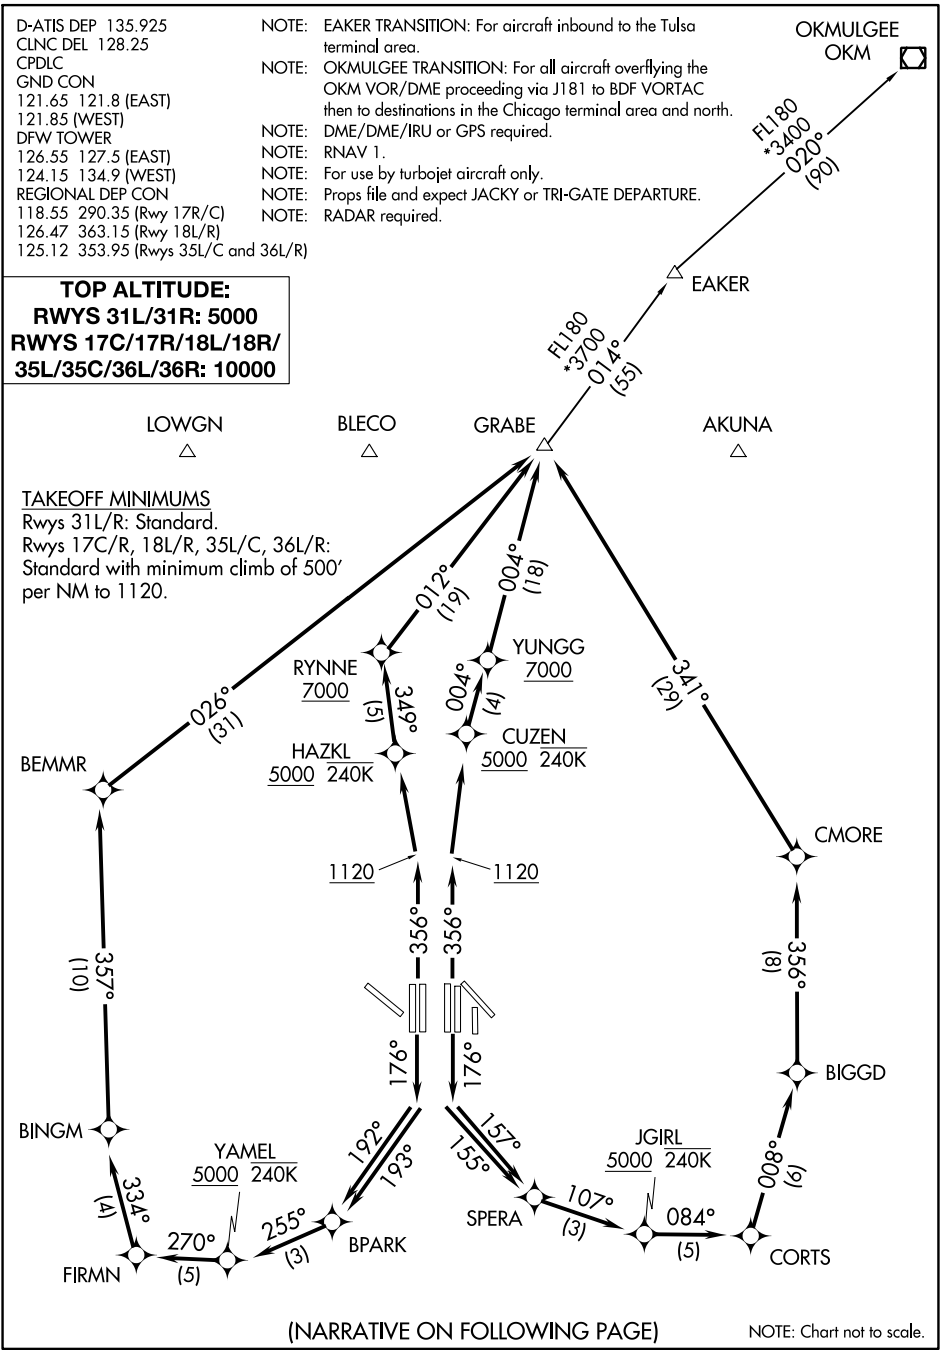 D-ATIS DEP 135.925
CLNC DEL 128.25
CPDLC
GND CON
121.65 121.8 (EAST)
121.85 (WEST)
DFW TOWER
126.55 127.5 (EAST)
124.15 134.9 (WEST)
REGIONAL DEP CON
118.55 290.35 (Rwy 17R/C)
126.47 363.15 (Rwy 18L/R)
125.12 353.95 (Rwys 35L/C and 36L/R)
NOTE: EAKER TRANSITION: For aircraft inbound to the Tulsa
terminal area.
NOTE: OKMULGEE TRANSITION: For all aircraft overflying the
OKM VOR/DME proceeding via J181 to BDF VORTAC
then to destinations in the Chicago terminal area and north.
NOTE: DME/DME/IRU or GPS required.
NOTE: RNAV 1.
NOTE: For use by turbojet aircraft only.
NOTE: Props file and expect JACKY or TRI-GATE DEPARTURE.
NOTE: RADAR required.
OKMULGEE
OKM
FL180
*3400
020°
(90)
TOP ALTITUDE:
RWYS 31L/31R: 5000
RWYS 17C/17R/18L/18R/
35L/35C/36L/36R: 10000
EAKER
FL180
*3700
014°
(55)
LOWGN
BLECO
GRABE
AKUNA
TAKEOFF MINIMUMS
Rwys 31L/R: Standard.
Rwys 17C/R, 18L/R, 35L/C, 36L/R:
Standard with minimum climb of 500'
per NM to 1120.
012°
(19)
004°
(18)
RYNNE
7000
YUNGG
7000
341°
(29)
026°
(31)
349°
(5)
004°
(4)
HAZKL
5000 240K
CUZEN
5000 240K
BEMMR
CMORE
1120
1120
356°
356°
357°
(10)
356°
(8)
176°
176°
BINGM
BIGGD
192°
193°
157°
155°
YAMEL
5000 240K
JGIRL
5000 240K
334°
(4)
008°
(9)
255°
(3)
BPARK
SPERA
107°
(3)
084°
(5)
270°
(5)
FIRMN
CORTS
(NARRATIVE ON FOLLOWING PAGE)
NOTE: Chart not to scale.